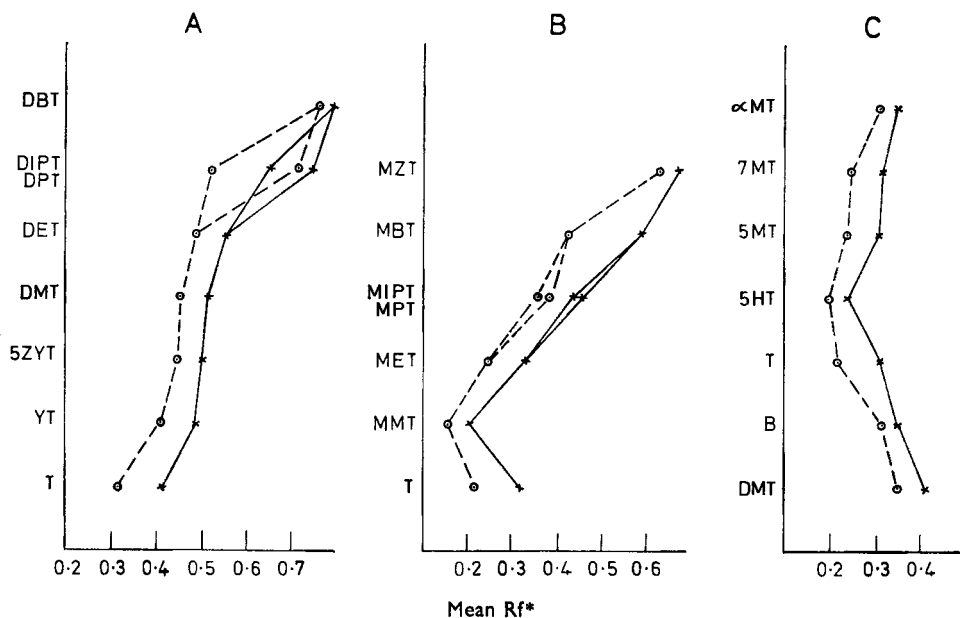 A
DBT
DIPT
DPT
DET
DMT
5ZYT
YT
T
0·2 0·3 0·4 0·5 0·6 0·7
B
MZT
MBT
MIPT
MPT
MET
MMT
T
0·2 0·3 0·4 0·5 0·6
C
∝MT
7MT
5MT
5HT
T
B
DMT
0·2 0·3 0·4
Mean Rf*